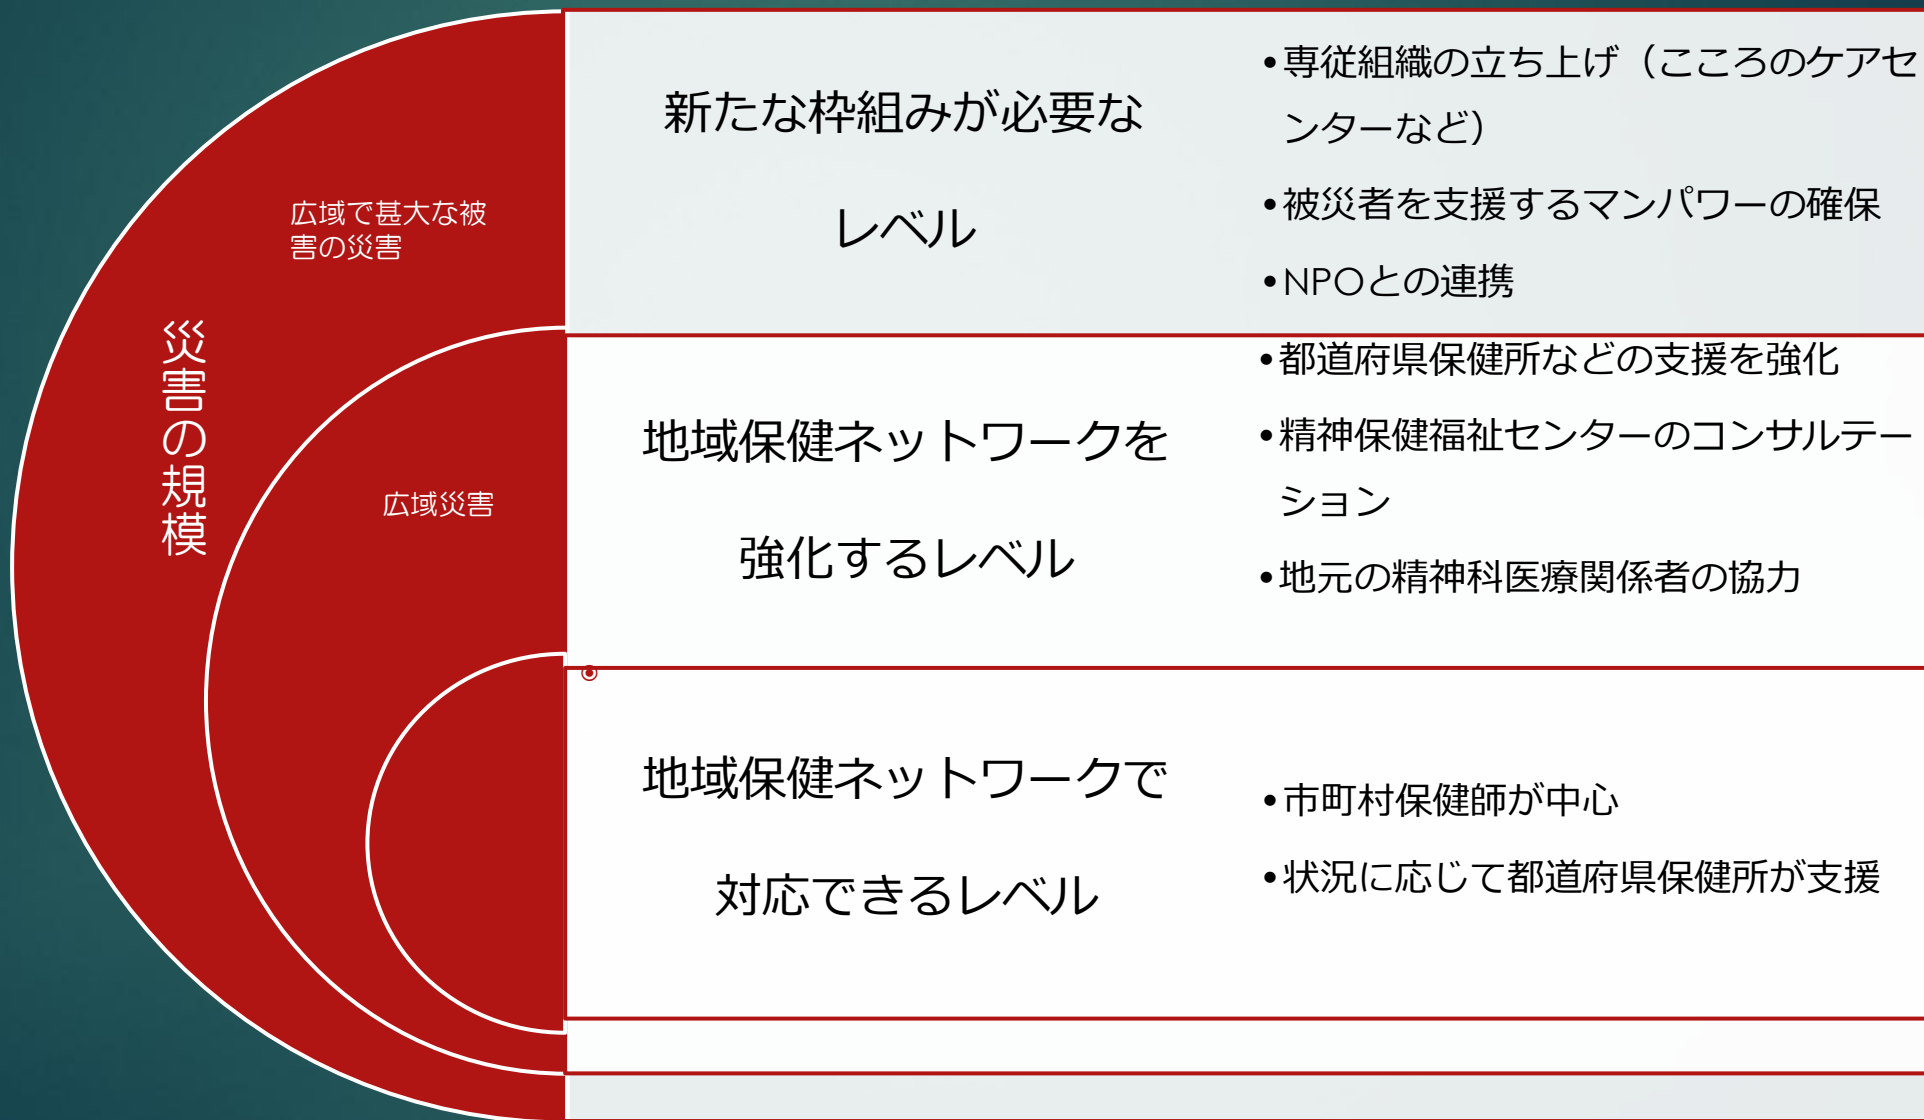 災害の規模
広域で甚大な被
害の災害
広域災害
新たな枠組みが必要な
レベル
•専従組織の立ち上げ（こころのケアセ
ンターなど）
•被災者を支援するマンパワーの確保
•NPOとの連携
地域保健ネットワークを
強化するレベル
•都道府県保健所などの支援を強化
•精神保健福祉センターのコンサルテー
ション
•地元の精神科医療関係者の協力
地域保健ネットワークで
対応できるレベル
•市町村保健師が中心
•状況に応じて都道府県保健所が支援